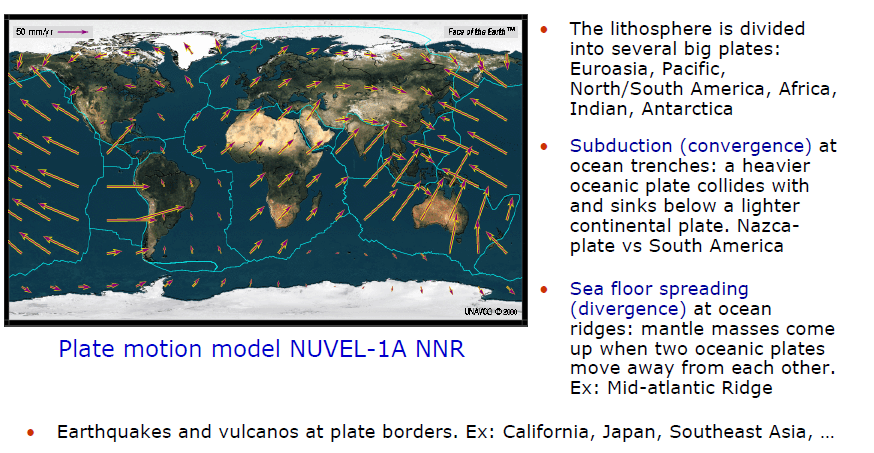 50 mm/yr
Face of the Earth™
UNAVCO © 2000
Plate motion model NUVEL-1A NNR
• The lithosphere is divided
into several big plates:
Euroasia, Pacific,
North/South America, Africa,
Indian, Antarctica
• Subduction (convergence) at
ocean trenches: a heavier
oceanic plate collides with
and sinks below a lighter
continental plate. Nazca-
plate vs South America
• Sea floor spreading
(divergence) at ocean
ridges: mantle masses come
up when two oceanic plates
move away from each other.
Ex: Mid-atlantic Ridge
• Earthquakes and vulcanos at plate borders. Ex: California, Japan, Southeast Asia, …